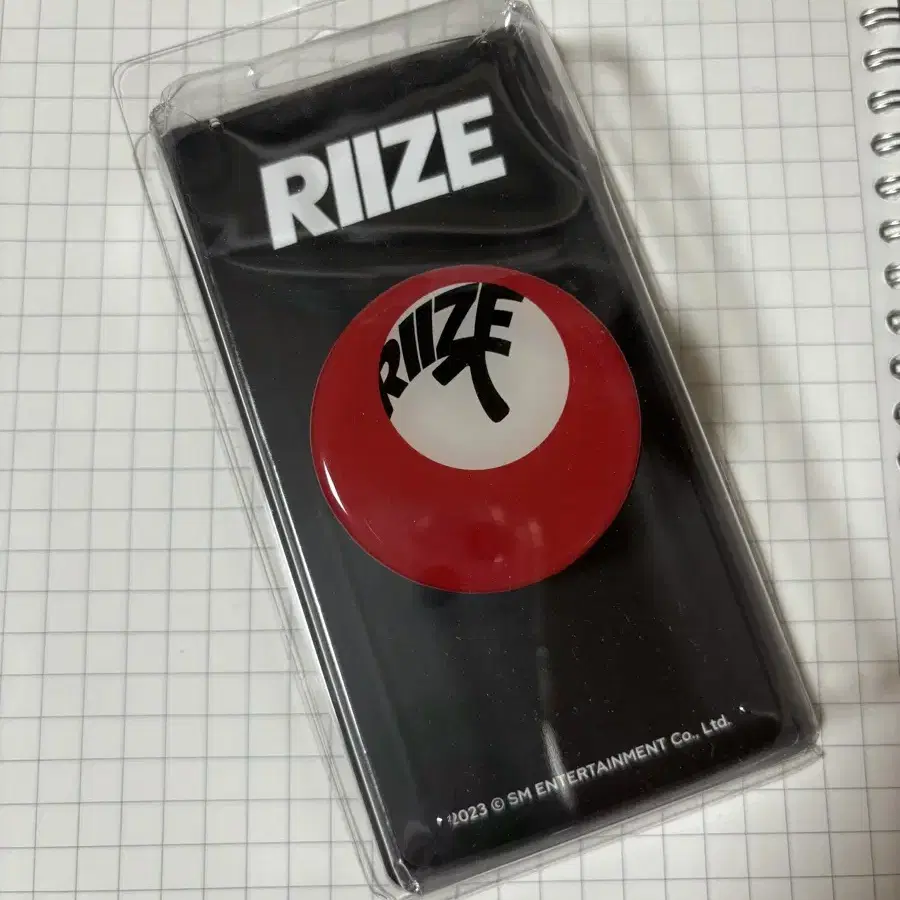 RIIZE
RIIZE
2023 © SM ENTERTAINMENT Co., Ltd.